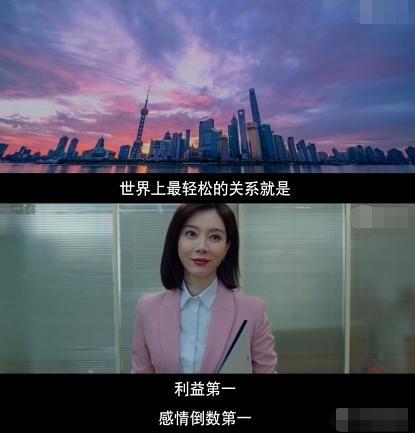 世界上最轻松的关系就是
利益第一
感情倒数第一